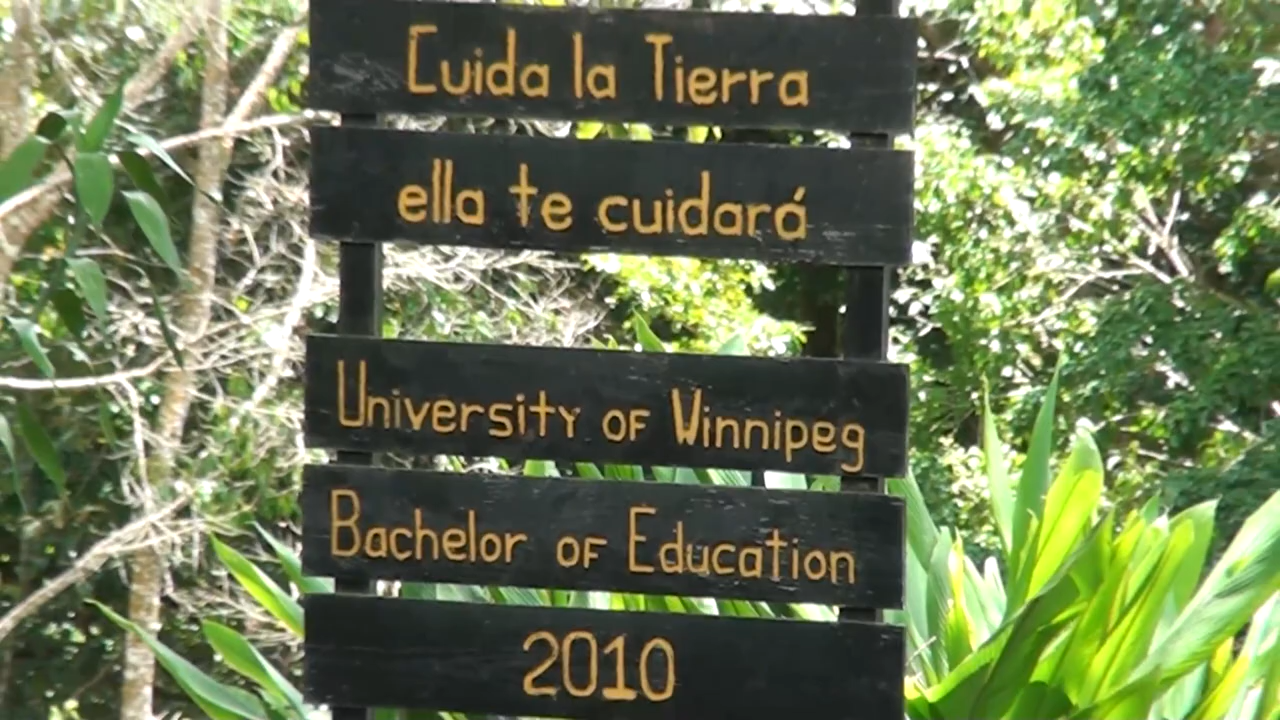 Cuida la Tierra
ella te cuidará
University of Winnipeg
Bachelor of Education
2010